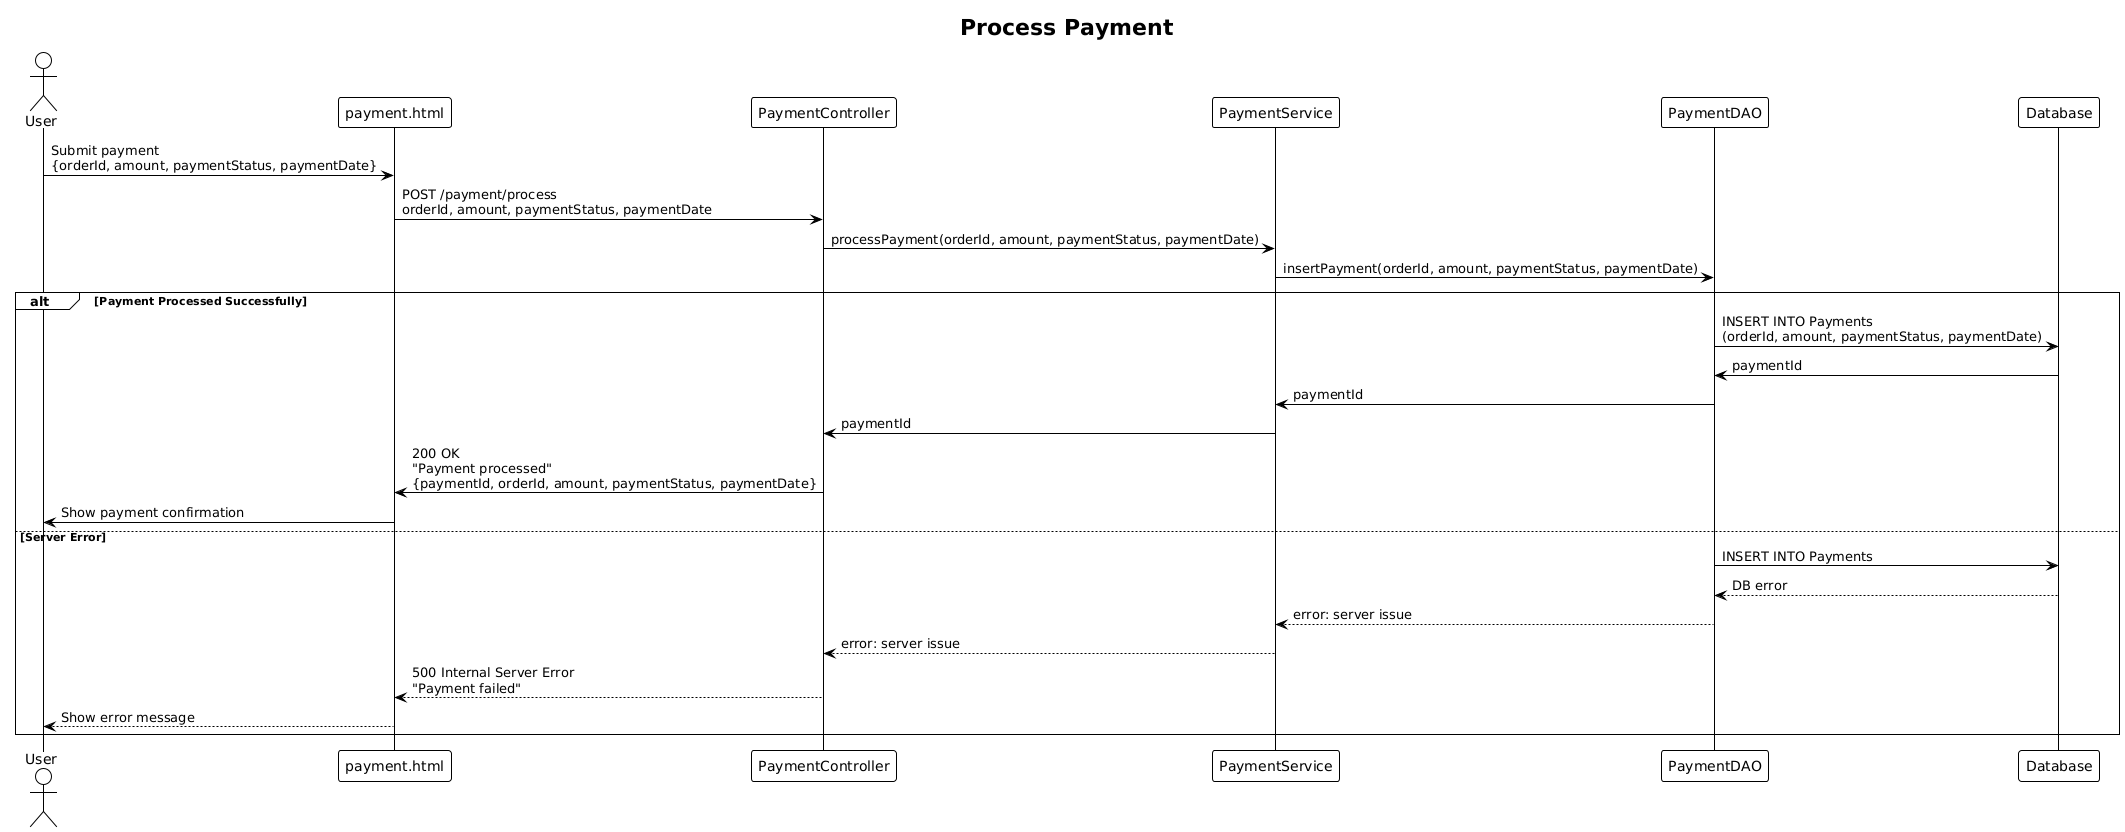 Process Payment
User
payment.html
PaymentController
PaymentService
PaymentDAO
Database
Submit payment
{orderId, amount, paymentStatus, paymentDate}
POST /payment/process
orderId, amount, paymentStatus, paymentDate
processPayment(orderId, amount, paymentStatus, paymentDate)
insertPayment(orderId, amount, paymentStatus, paymentDate)
alt
[Payment Processed Successfully]
INSERT INTO Payments
(orderId, amount, paymentStatus, paymentDate)
paymentId
paymentId
paymentId
200 OK
"Payment processed"
{paymentId, orderId, amount, paymentStatus, paymentDate}
Show payment confirmation
[Server Error]
INSERT INTO Payments
DB error
error: server issue
error: server issue
500 Internal Server Error
"Payment failed"
Show error message
User
payment.html
PaymentController
PaymentService
PaymentDAO
Database